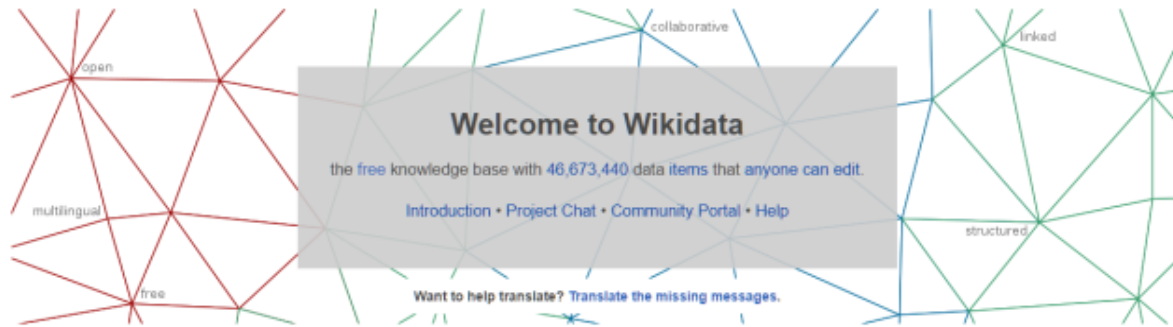 collaborative
linked
open
Welcome to Wikidata
the free knowledge base with 46,673,440 data items that anyone can edit.
multilingual
Introduction • Project Chat • Community Portal • Help
structured
free
Want to help translate? Translate the missing messages.